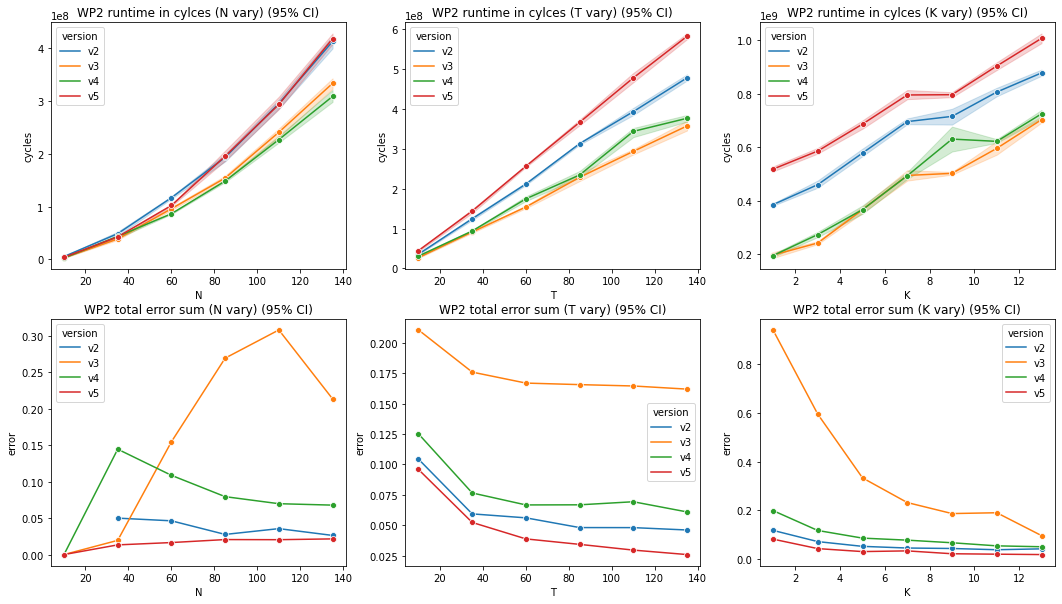 WP2 runtime in cylces (N vary) (95% CI)
1e8
version
v2
v3
v4
v5
cycles
4
3
2
1
0
20 40 60 80 100 120 140
N
WP2 runtime in cylces (T vary) (95% CI)
1e8
version
v2
v3
v4
v5
cycles
6
5
4
3
2
1
0
20 40 60 80 100 120 140
T
WP2 runtime in cylces (K vary) (95% CI)
1e9
version
v2
v3
v4
v5
cycles
1.0
0.8
0.6
0.4
0.2
2 4 6 8 10 12
K
WP2 total error sum (N vary) (95% CI)
version
v2
v3
v4
v5
error
0.30
0.25
0.20
0.15
0.10
0.05
0.00
20 40 60 80 100 120 140
N
WP2 total error sum (T vary) (95% CI)
version
v2
v3
v4
v5
error
0.200
0.175
0.150
0.125
0.100
0.075
0.050
0.025
20 40 60 80 100 120 140
T
WP2 total error sum (K vary) (95% CI)
version
v2
v3
v4
v5
error
0.8
0.6
0.4
0.2
0.0
2 4 6 8 10 12
K